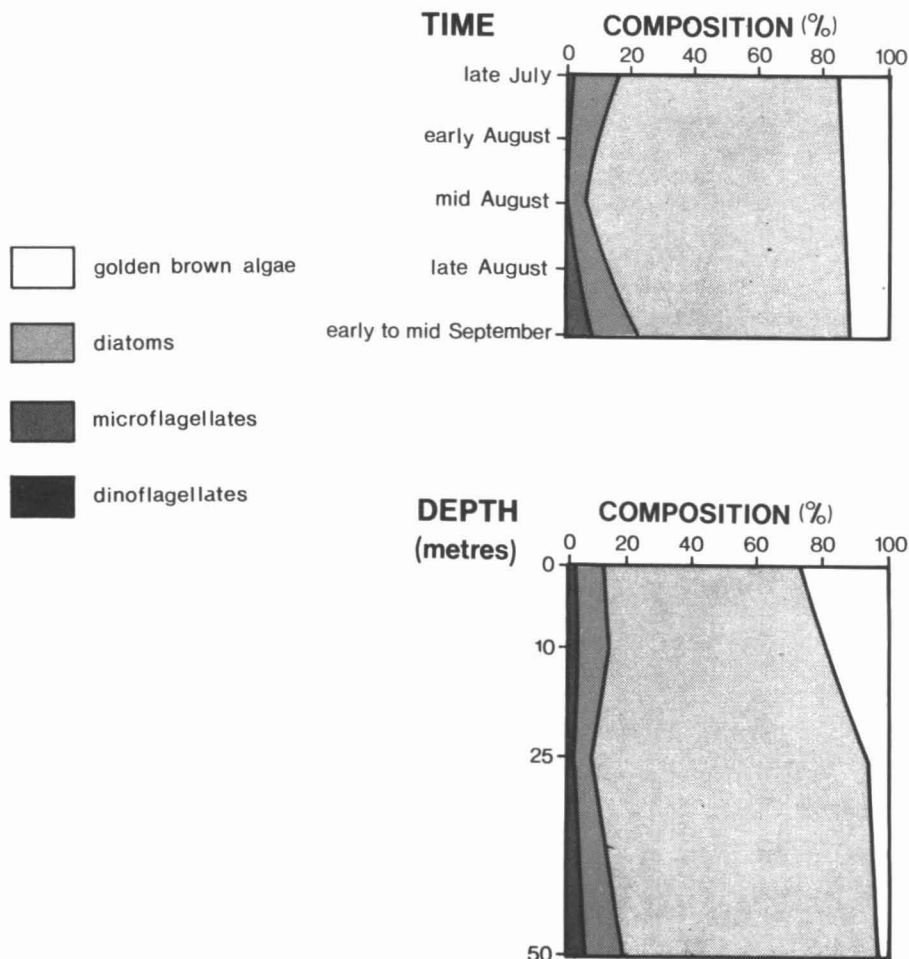 TIME COMPOSITION (%)
0 20 40 60 80 100
late July
early August
mid August
late August
early to mid September
golden brown algae
diatoms
microflagellates
dinoflagellates
DEPTH COMPOSITION (%)
(metres) 0 20 40 60 80 100
0
10
25
50